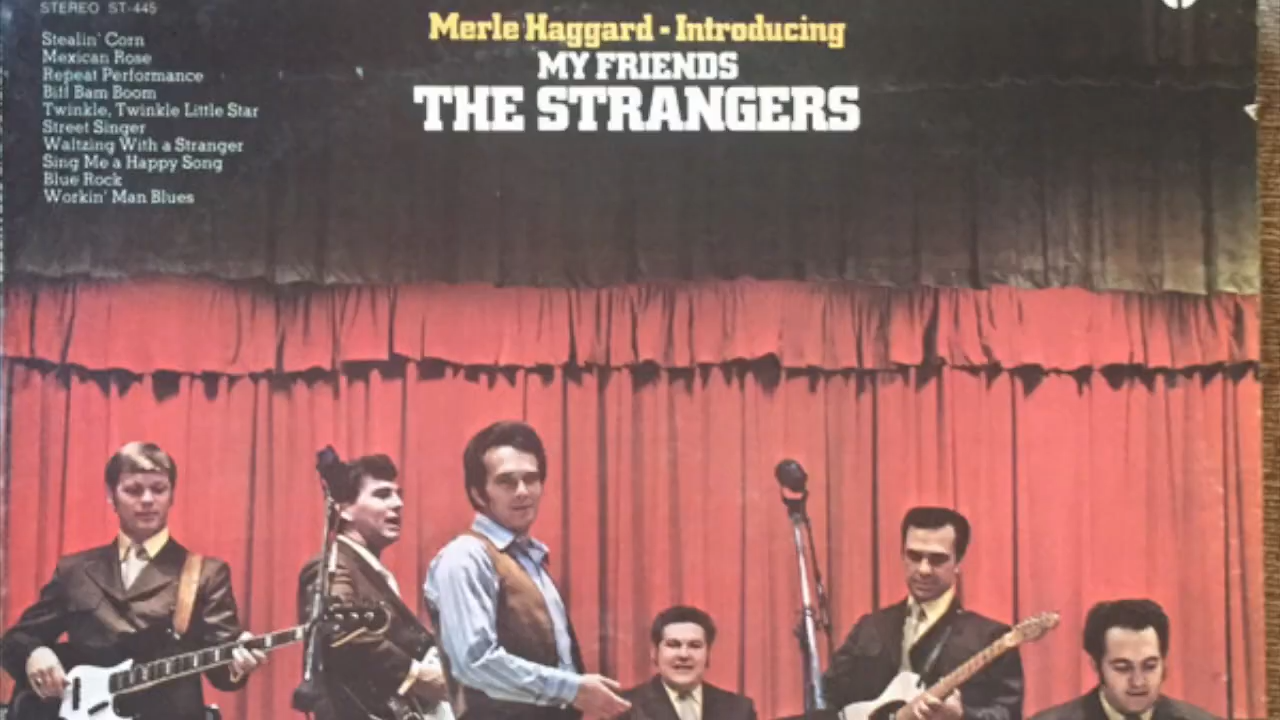 STEREO ST-445
Stealin' Corn
Mexican Rose
Repeat Performance
Biff Bam Boom
Twinkle, Twinkle Little Star
Street Singer
Waltzing With a Stranger
Sing Me a Happy Song
Blue Rock
Workin' Man Blues
Merle Haggard - Introducing
MY FRIENDS
THE STRANGERS